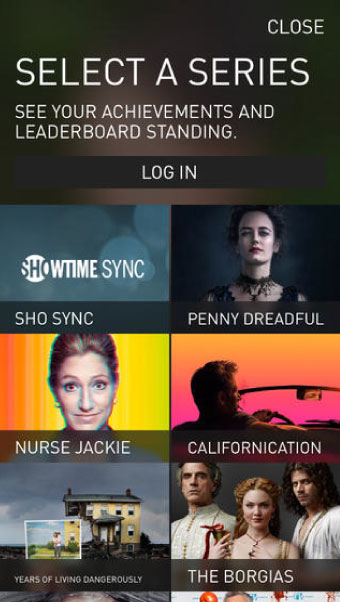 CLOSE
SELECT A SERIES
SEE YOUR ACHIEVEMENTS AND
LEADERBOARD STANDING.
LOG IN
SHOWTIME SYNC
SHO SYNC
PENNY DREADFUL
NURSE JACKIE
CALIFORNICATION
YEARS OF LIVING DANGEROUSLY
THE BORGIAS